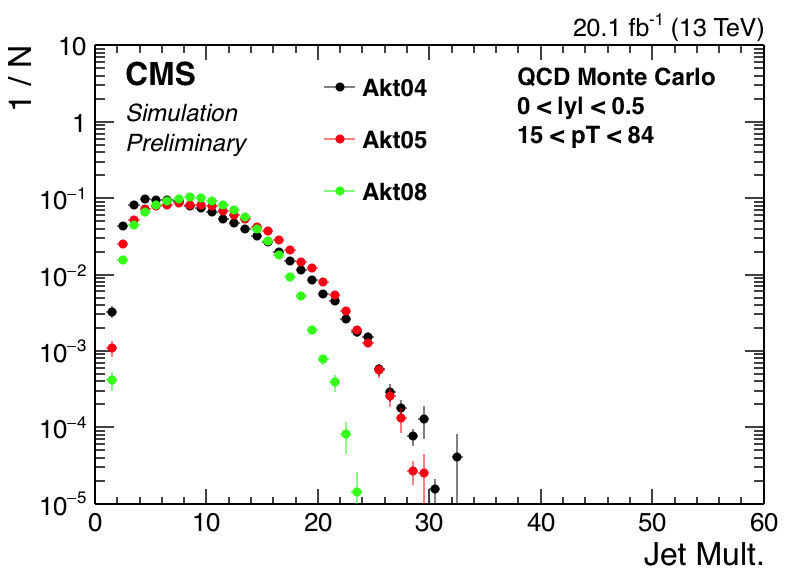 20.1 fb⁻¹ (13 TeV)
1 / N
CMS
Simulation
Preliminary
Akt04
Akt05
Akt08
QCD Monte Carlo
0 < lyl < 0.5
15 < pT < 84
10
1
10⁻¹
10⁻²
10⁻³
10⁻⁴
10⁻⁵
0 10 20 30 40 50 60
Jet Mult.